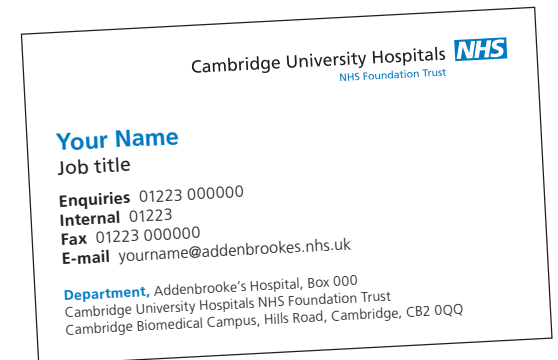 Cambridge University Hospitals NHS
NHS Foundation Trust
Your Name
Job title
Enquiries 01223 000000
Internal 01223
Fax 01223 000000
E-mail yourname@addenbrookes.nhs.uk
Department, Addenbrooke's Hospital, Box 000
Cambridge University Hospitals NHS Foundation Trust
Cambridge Biomedical Campus, Hills Road, Cambridge, CB2 0QQ